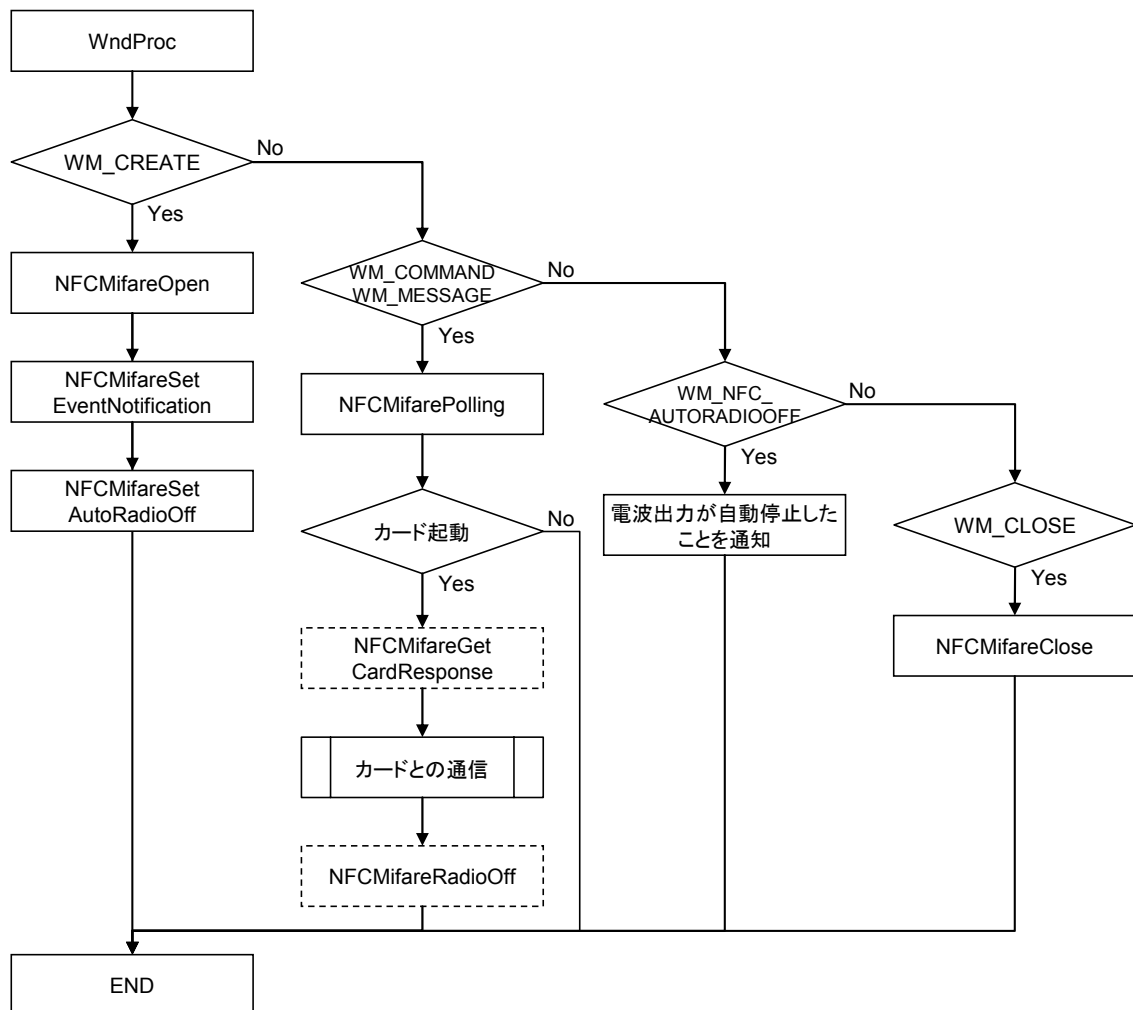 WndProc
WM_CREATE
No
Yes
NFCMifareOpen
NFCMifareSet
EventNotification
NFCMifareSet
AutoRadioOff
WM_COMMAND
WM_MESSAGE
No
Yes
NFCMifarePolling
カード起動
No
Yes
NFCMifareGet
CardResponse
カードとの通信
NFCMifareRadioOff
WM_NFC_
AUTORADIOOFF
No
Yes
電波出力が自動停止した
ことを通知
WM_CLOSE
Yes
NFCMifareClose
END